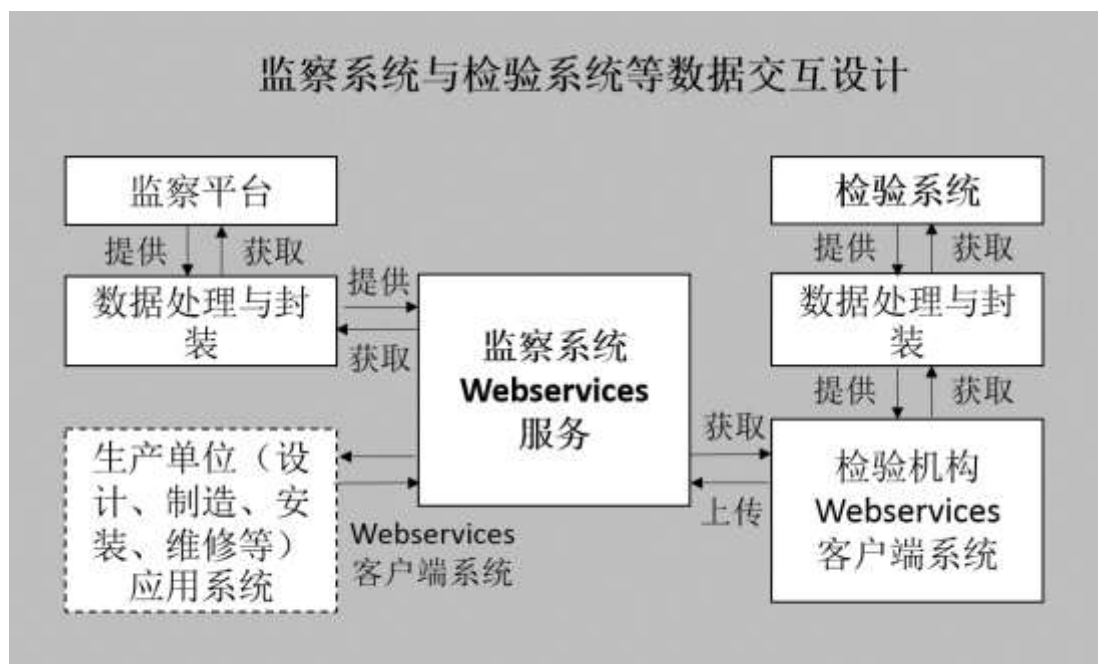 监察系统与检验系统等数据交互设计
监察平台
提供
获取
数据处理与封
装
提供
获取
监察系统
Webservices
服务
生产单位（设
计、制造、安
装、维修等）
应用系统
Webservices
客户端系统
检验系统
提供
获取
数据处理与封
装
提供
获取
获取
上传
检验机构
Webservices
客户端系统